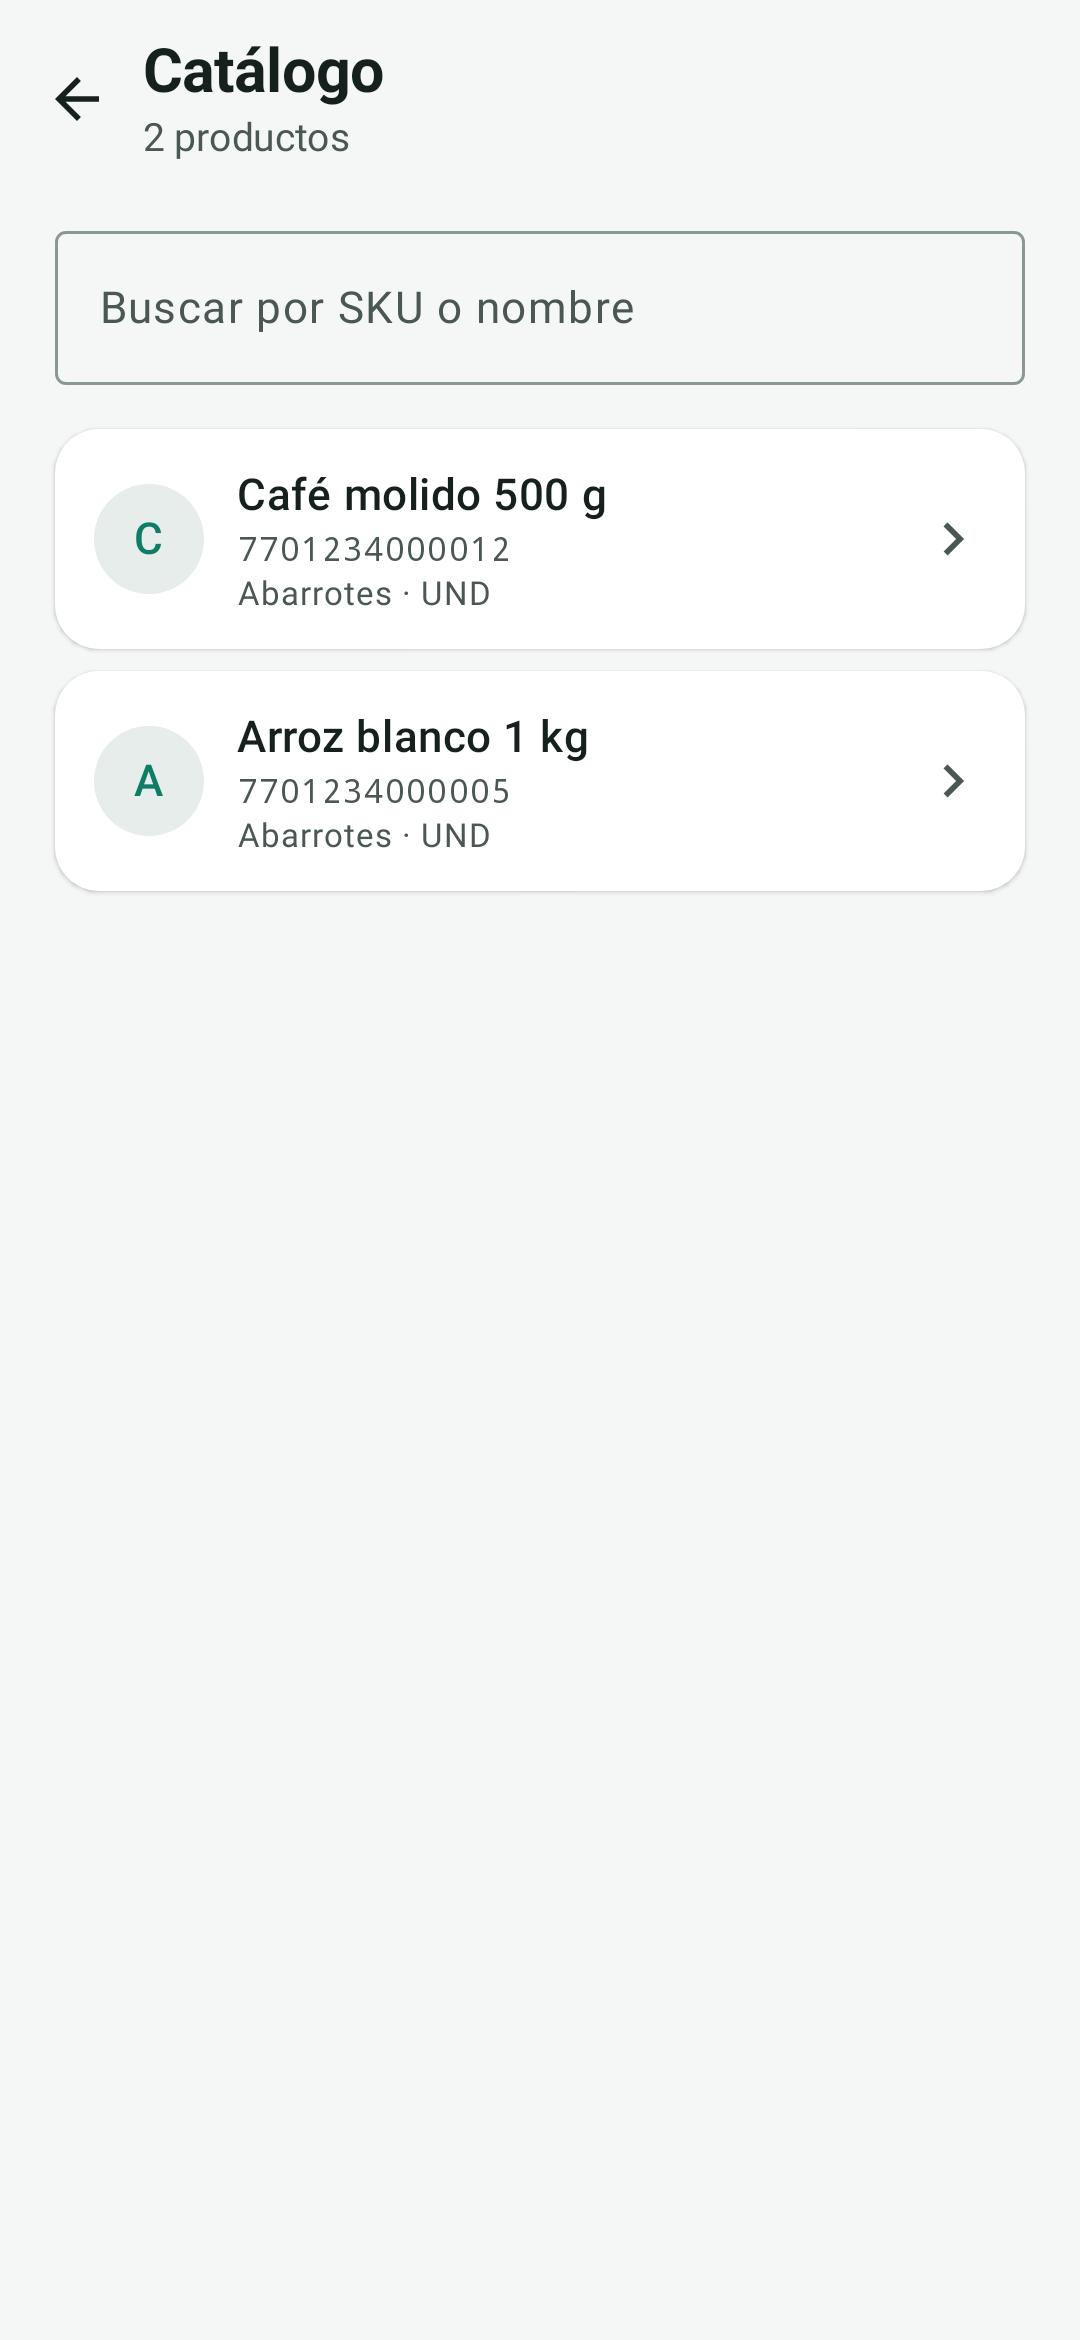 Catálogo
2 productos
Buscar por SKU o nombre
C
Café molido 500 g
7701234000012
Abarrotes · UND
A
Arroz blanco 1 kg
7701234000005
Abarrotes · UND